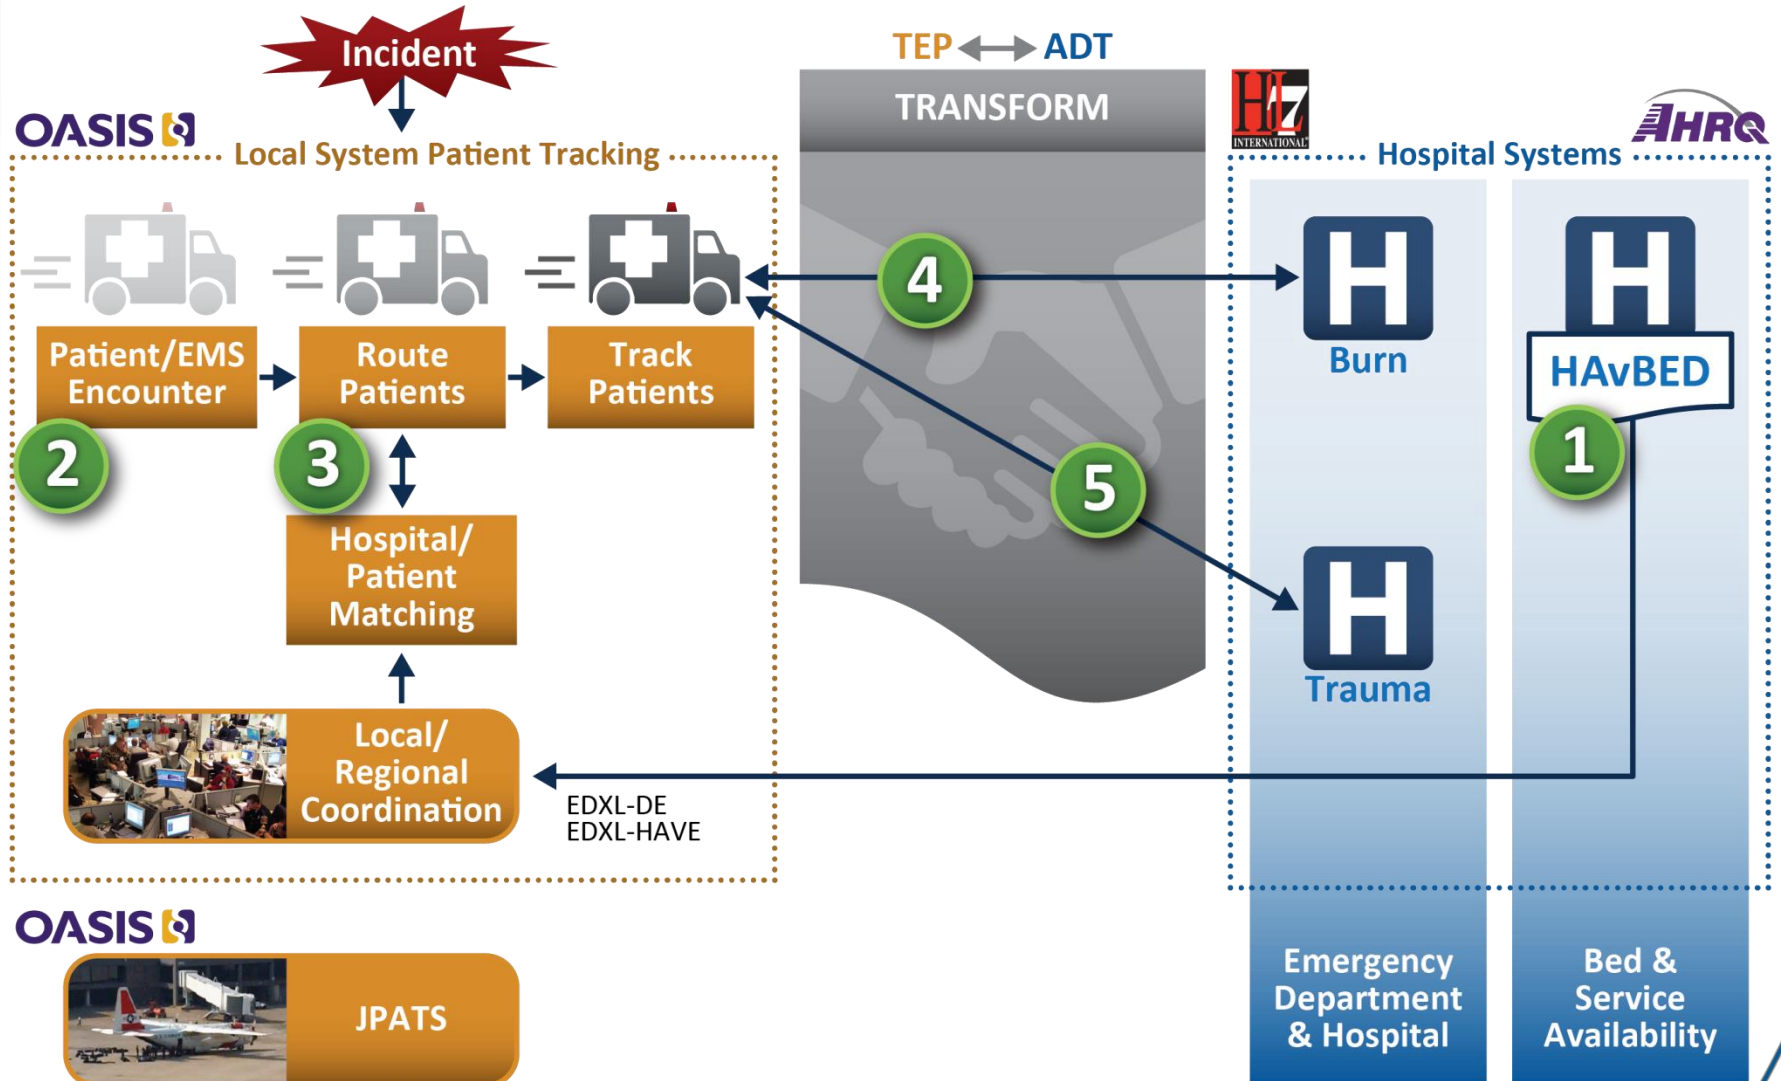 Incident
TEP ADT
TRANSFORM
HL7
INTERNATIONAL®
AHRQ
OASIS
Local System Patient Tracking
Hospital Systems
Patient/EMS
Encounter
Route
Patients
Track
Patients
2
3
4
5
1
H
Burn
H
HAvBED
Hospital/
Patient
Matching
H
Trauma
Local/
Regional
Coordination
EDXL-DE
EDXL-HAVE
OASIS
JPATS
Emergency
Department
& Hospital
Bed &
Service
Availability